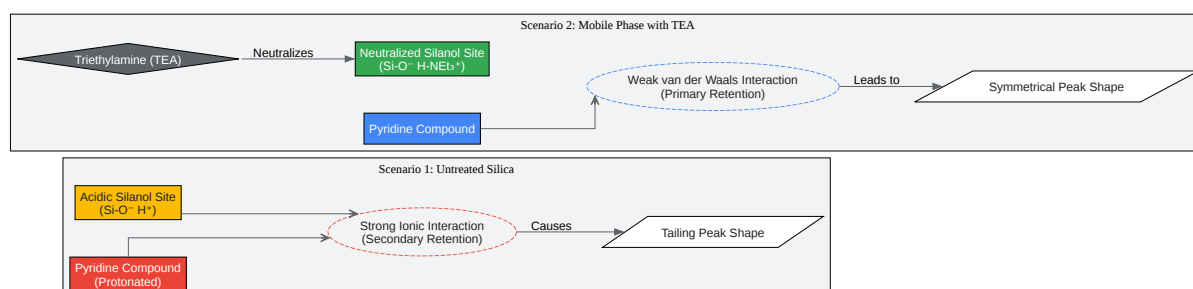 Scenario 2: Mobile Phase with TEA
Triethylamine (TEA)
Neutralizes
Neutralized Silanol Site
(Si-O⁻ H-NEt₃⁺)
Weak van der Waals Interaction
(Primary Retention)
Leads to
Symmetrical Peak Shape
Pyridine Compound
Scenario 1: Untreated Silica
Acidic Silanol Site
(Si-O⁻ H⁺)
Strong Ionic Interaction
(Secondary Retention)
Causes
Tailing Peak Shape
Pyridine Compound
(Protonated)